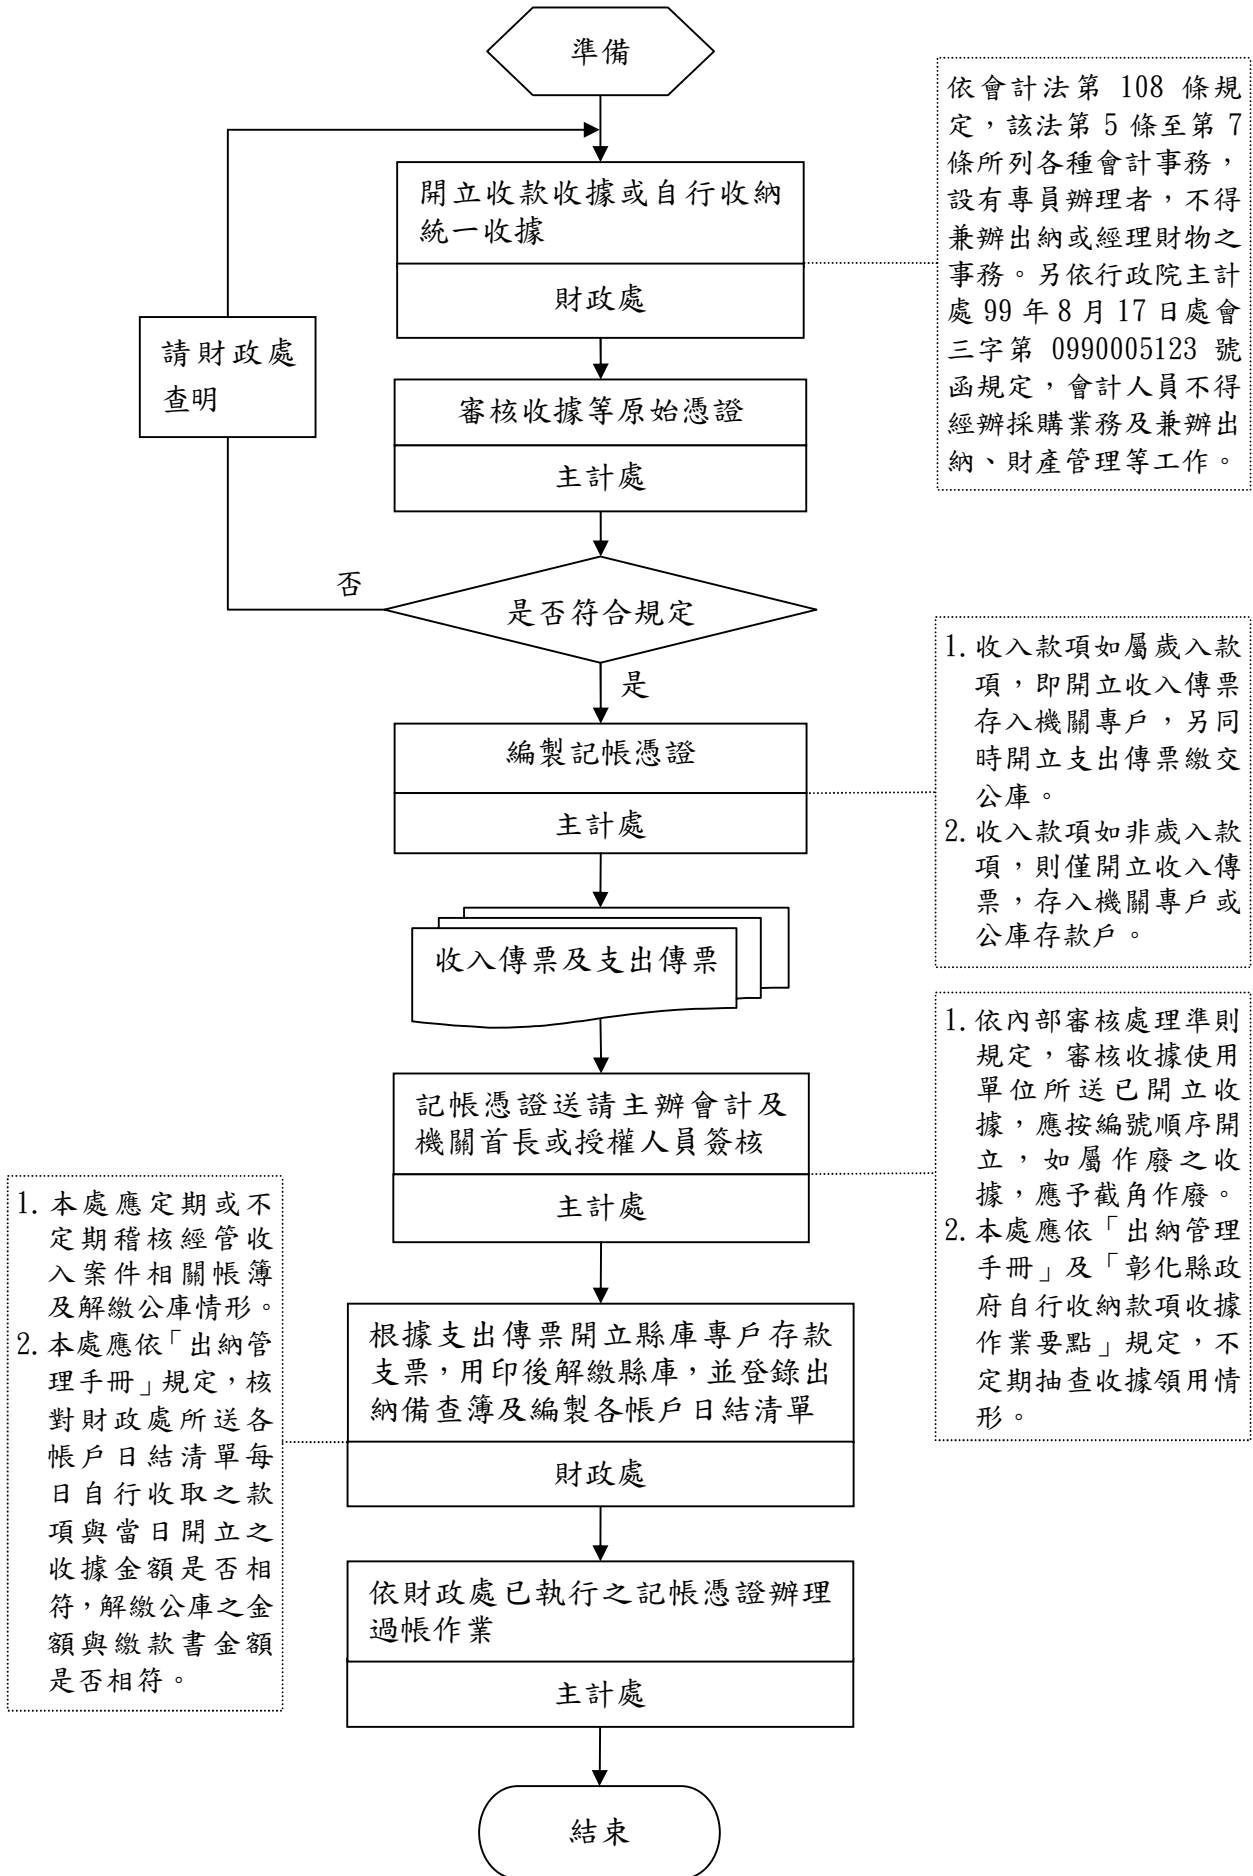 準備
開立收款收據或自行收納
統一收據
財政處
依會計法第 108 條規
定，該法第 5 條至第 7
條所列各種會計事務，
設有專員辦理者，不得
兼辦出納或經理財物之
事務。另依行政院主計
處 99 年 8 月 17 日處會
三字第 0990005123 號
函規定，會計人員不得
經辦採購業務及兼辦出
納、財產管理等工作。
請財政處
查明
審核收據等原始憑證
主計處
否
是否符合規定
是
編製記帳憑證
主計處
1. 收入款項如屬歲入款
項，即開立收入傳票
存入機關專戶，另同
時開立支出傳票繳交
公庫。
2. 收入款項如非歲入款
項，則僅開立收入傳
票，存入機關專戶或
公庫存款戶。
收入傳票及支出傳票
記帳憑證送請主辦會計及
機關首長或授權人員簽核
主計處
1. 依內部審核處理準則
規定，審核收據使用
單位所送已開立收
據，應按編號順序開
立，如屬作廢之收
據，應予截角作廢。
2. 本處應依「出納管理
手冊」及「彰化縣政
府自行收納款項收據
作業要點」規定，不
定期抽查收據領用情
形。
1. 本處應定期或不
定期稽核經管收
入案件相關帳簿
及解繳公庫情形。
2. 本處應依「出納管
理手冊」規定，核
對財政處所送各
帳戶日結清單每
日自行收取之款
項與當日開立之
收據金額是否相
符，解繳公庫之金
額與繳款書金額
是否相符。
根據支出傳票開立縣庫專戶存款
支票，用印後解繳縣庫，並登錄出
納備查簿及編製各帳戶日結清單
財政處
依財政處已執行之記帳憑證辦理
過帳作業
主計處
結束